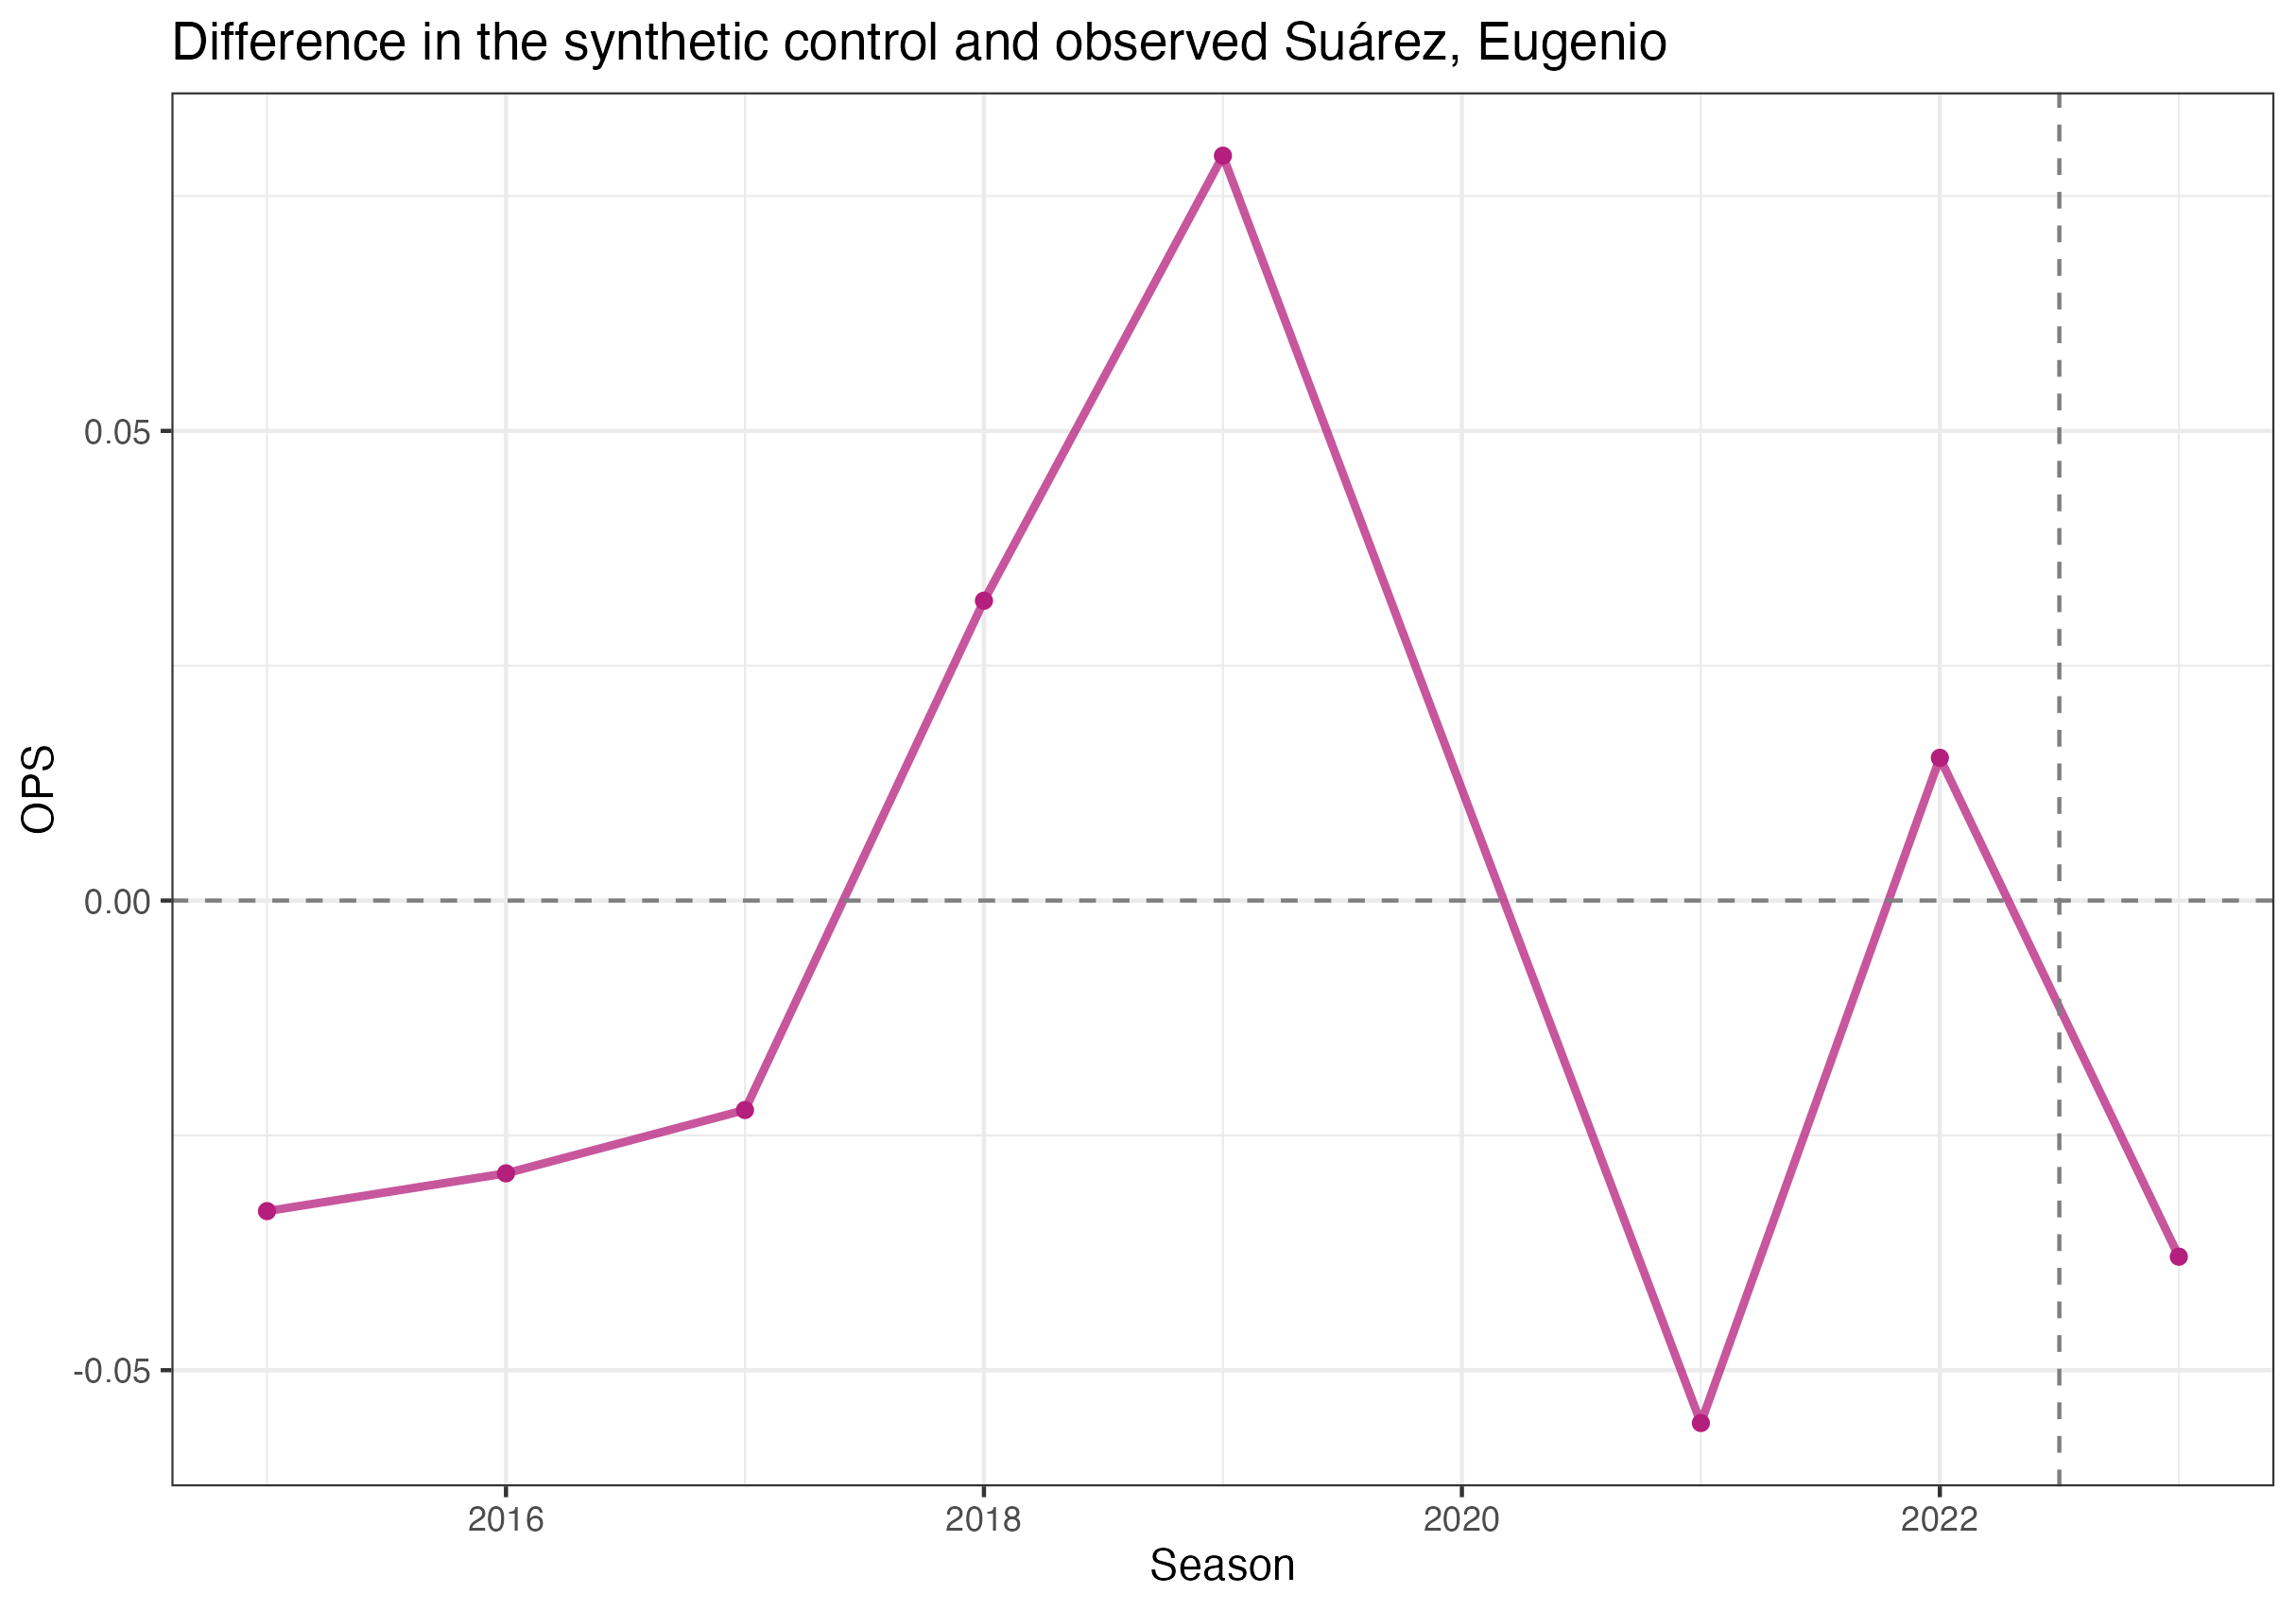 Difference in the synthetic control and observed Suárez, Eugenio
OPS
0.05
0.00
-0.05
2016 2018 2020 2022
Season